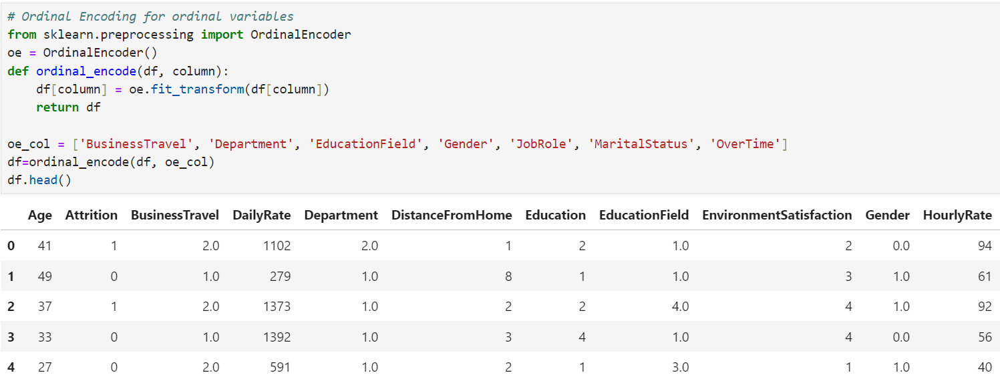 # Ordinal Encoding for ordinal variables
from sklearn.preprocessing import OrdinalEncoder
oe = OrdinalEncoder()
def ordinal_encode(df, column):
    df[column] = oe.fit_transform(df[column])
    return df

oe_col = ['BusinessTravel', 'Department', 'EducationField', 'Gender', 'JobRole', 'MaritalStatus', 'OverTime']
df=ordinal_encode(df, oe_col)
df.head()
Age Attrition BusinessTravel DailyRate Department DistanceFromHome Education EducationField EnvironmentSatisfaction Gender HourlyRate
0 41 1 2.0 1102 2.0 1 2 1.0 2 0.0 94
1 49 0 1.0 279 1.0 8 1 1.0 3 1.0 61
2 37 1 2.0 1373 1.0 2 2 4.0 4 1.0 92
3 33 0 1.0 1392 1.0 3 4 1.0 4 0.0 56
4 27 0 2.0 591 1.0 2 1 3.0 1 1.0 40